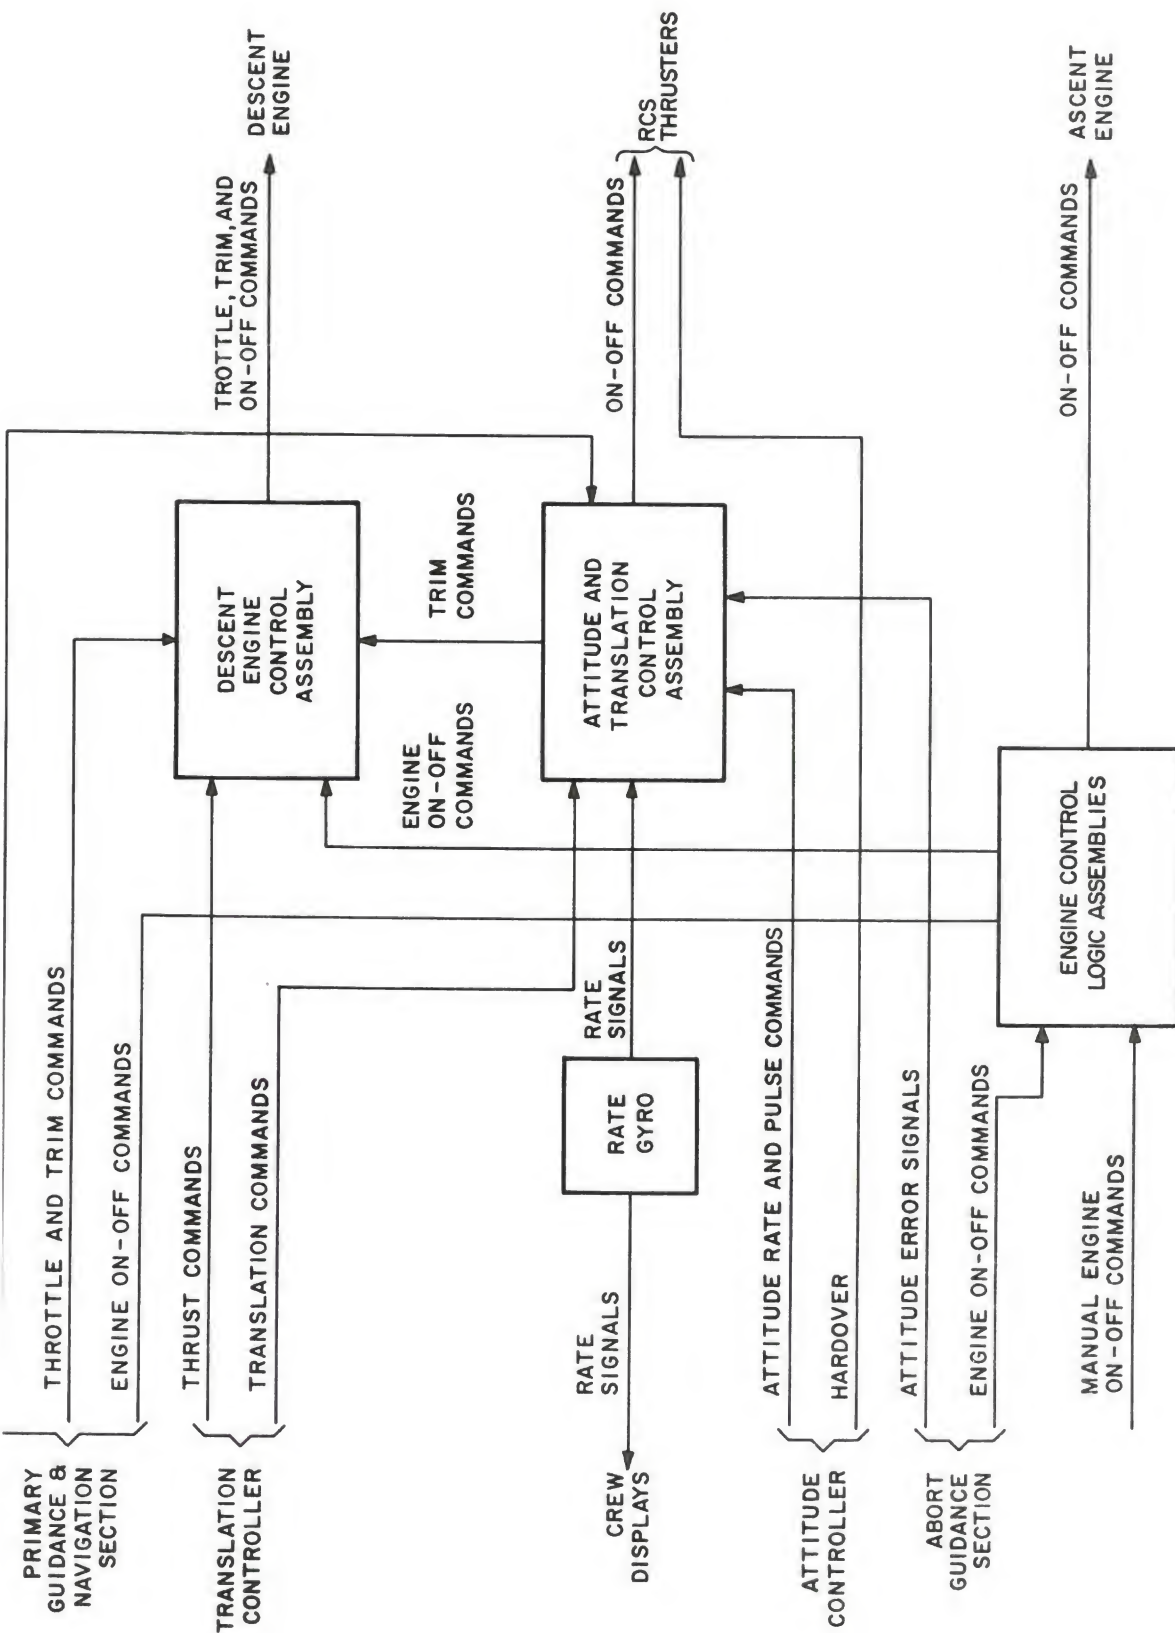 PRIMARY
GUIDANCE &
NAVIGATION
SECTION
THROTTLE AND TRIM COMMANDS
ENGINE ON-OFF COMMANDS
TRANSLATION
CONTROLLER
THRUST COMMANDS
TRANSLATION COMMANDS
DESCENT
ENGINE
CONTROL
ASSEMBLY
TROTTLE, TRIM, AND
ON-OFF COMMANDS
DESCENT
ENGINE
ENGINE
ON-OFF
COMMANDS
TRIM
COMMANDS
CREW
DISPLAYS
RATE
SIGNALS
RATE
GYRO
RATE
SIGNALS
ATTITUDE AND
TRANSLATION
CONTROL
ASSEMBLY
ON-OFF COMMANDS
RCS
THRUSTERS
ATTITUDE
CONTROLLER
ATTITUDE RATE AND PULSE COMMANDS
HARDOVER
ABORT
GUIDANCE
SECTION
ATTITUDE ERROR SIGNALS
ENGINE ON-OFF COMMANDS
MANUAL ENGINE
ON-OFF COMMANDS
ENGINE CONTROL
LOGIC ASSEMBLIES
ON-OFF COMMANDS
ASCENT
ENGINE